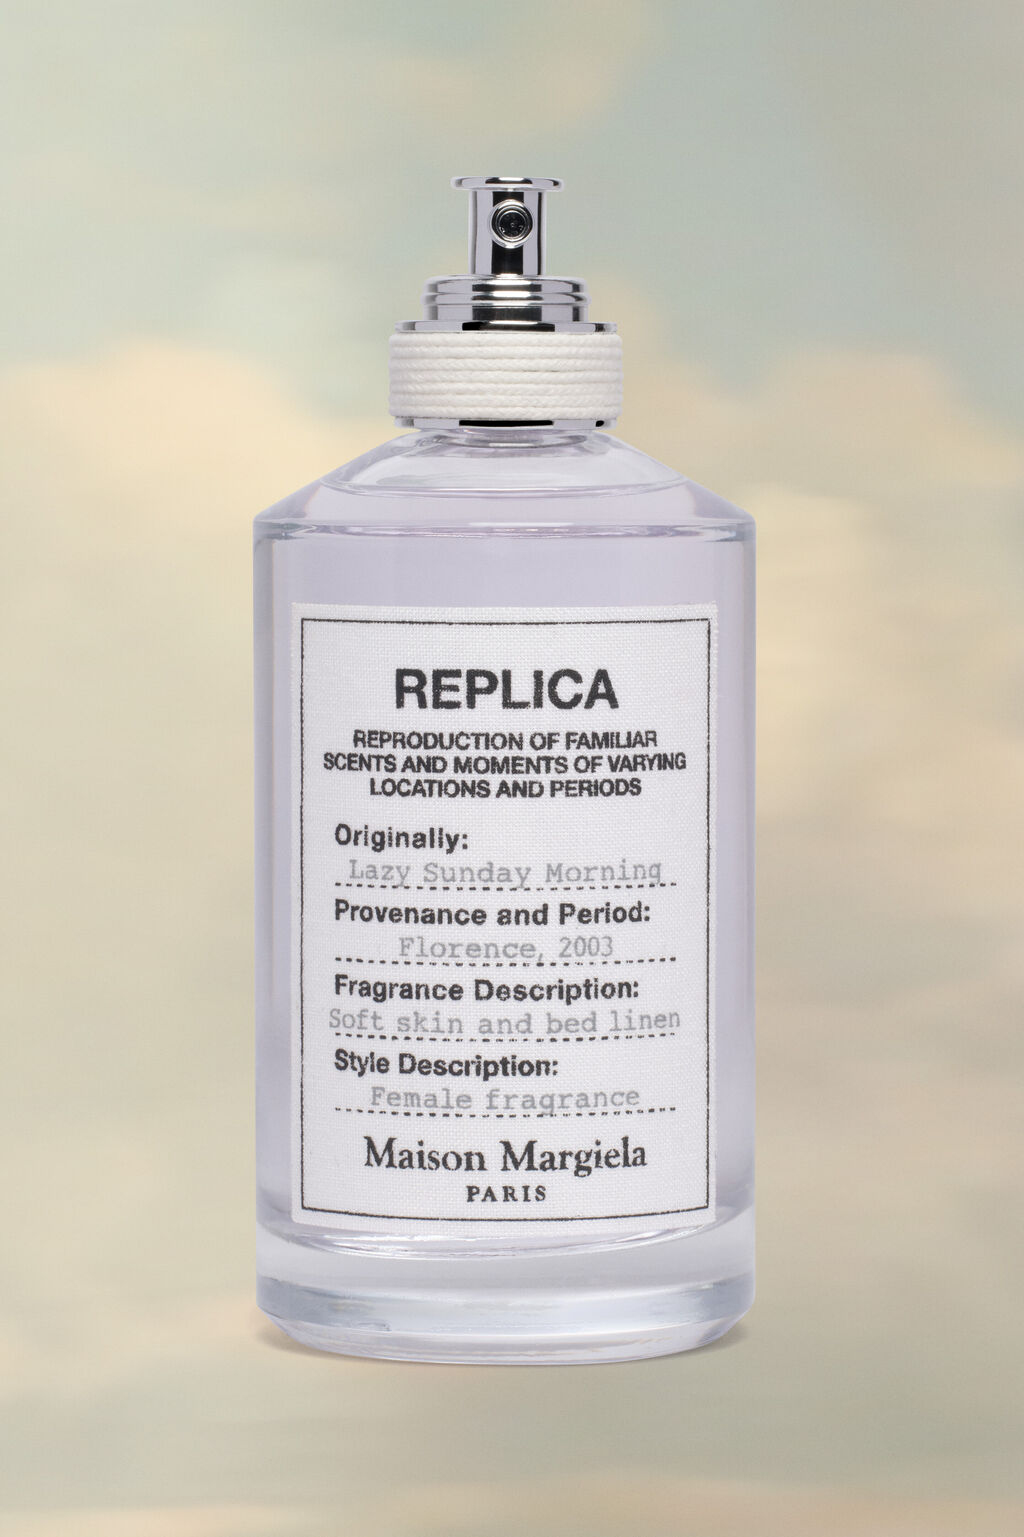 REPLICA
REPRODUCTION OF FAMILIAR
SCENTS AND MOMENTS OF VARYING
LOCATIONS AND PERIODS
Originally:
Lazy Sunday Morning
Provenance and Period:
Florence, 2003
Fragrance Description:
Soft skin and bed linen
Style Description:
Female fragrance
Maison Margiela
PARIS